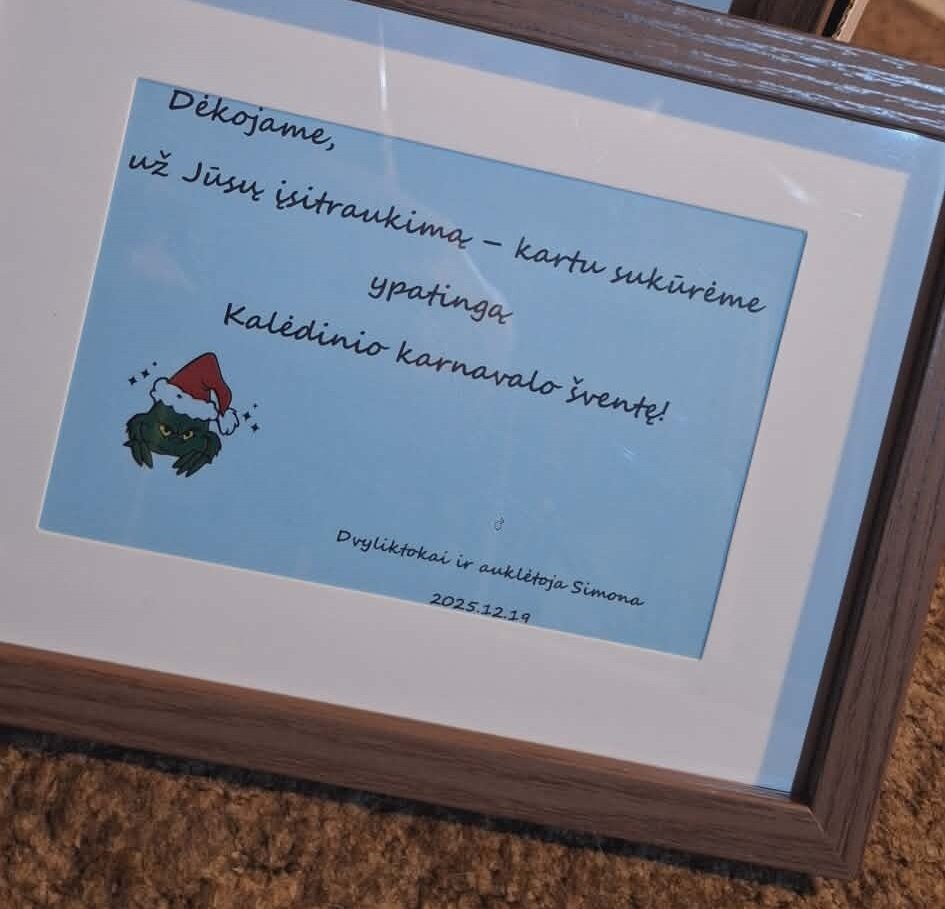 Dėkojame,
už Jūsų įsitraukimą – kartu sukūrėme
ypatingą
Kalėdinio karnavalo šventę!
Dvyliktokai ir auklėtoja Simona
2025.12.19